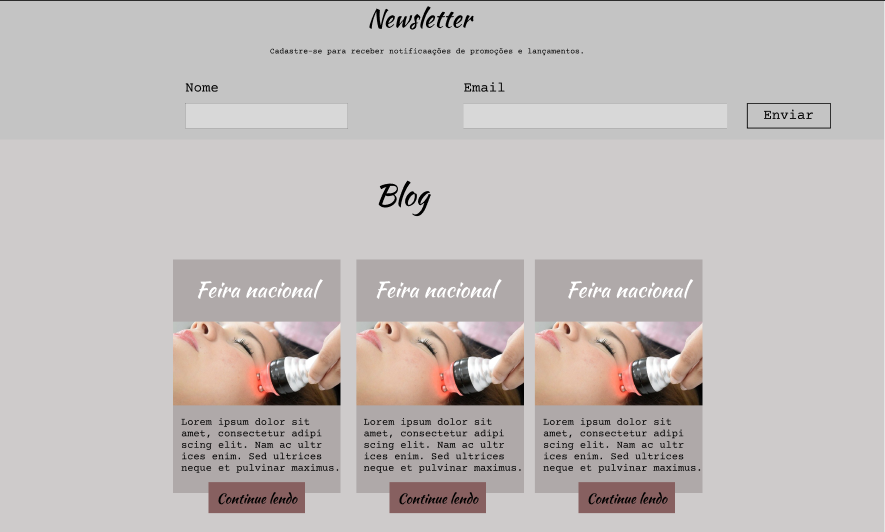 Newsletter
Cadastre-se para receber notificaações de promoções e lançamentos.
Nome
Email
Enviar
Blog
Feira nacional
Lorem ipsum dolor sit
amet, consectetur adipi
scing elit. Nam ac ultr
ices enim. Sed ultrices
neque et pulvinar maximus.
Continue lendo
Feira nacional
Lorem ipsum dolor sit
amet, consectetur adipi
scing elit. Nam ac ultr
ices enim. Sed ultrices
neque et pulvinar maximus.
Continue lendo
Feira nacional
Lorem ipsum dolor sit
amet, consectetur adipi
scing elit. Nam ac ultr
ices enim. Sed ultrices
neque et pulvinar maximus.
Continue lendo